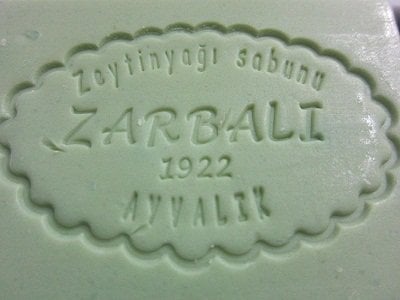 Zeytinyağı sabunu
ZARBALI
1922
AYVALIK